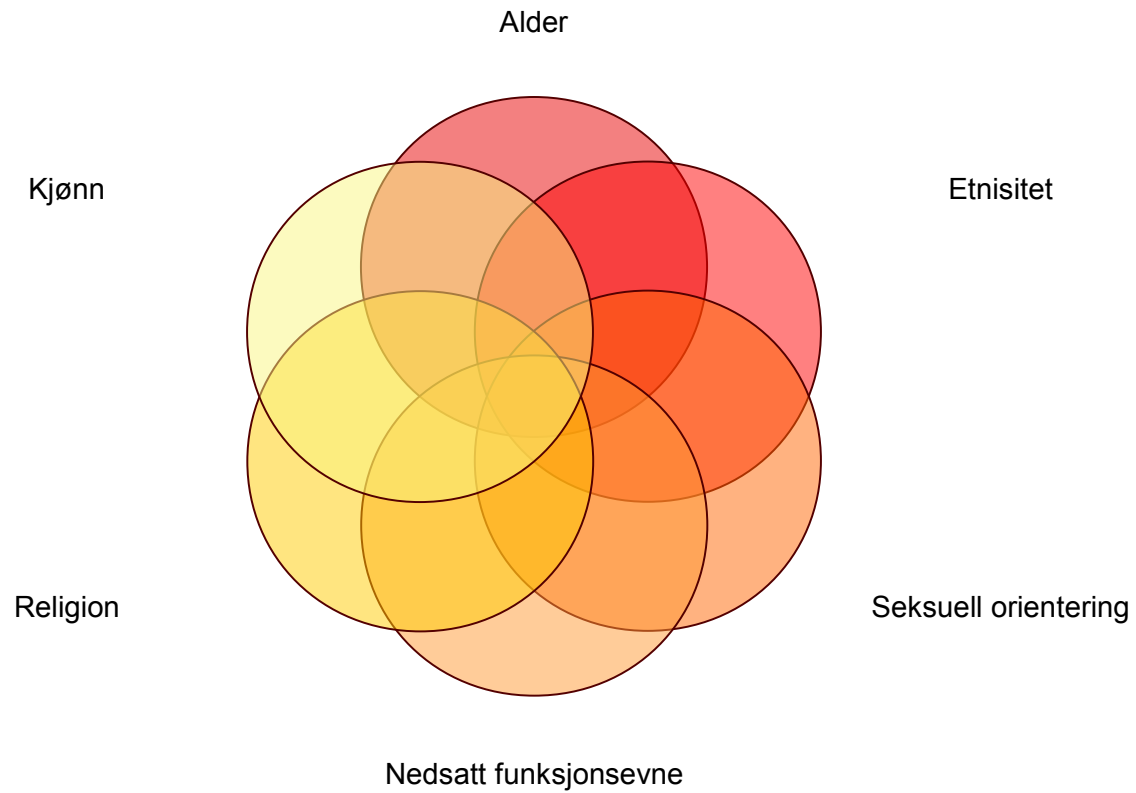 Alder
Kjønn
Etnisitet
Religion
Seksuell orientering
Nedsatt funksjonsevne